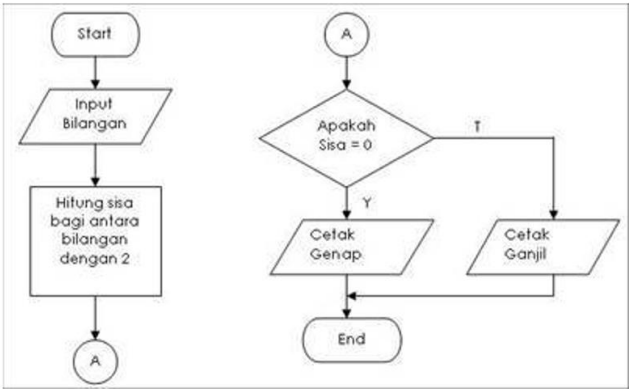 Start
Input
Bilangan
Hitung sisa
bagi antara
bilangan
dengan 2
A
A
Apakah
Sisa = 0
T
Y
Cetak
Genap
Cetak
Ganjil
End